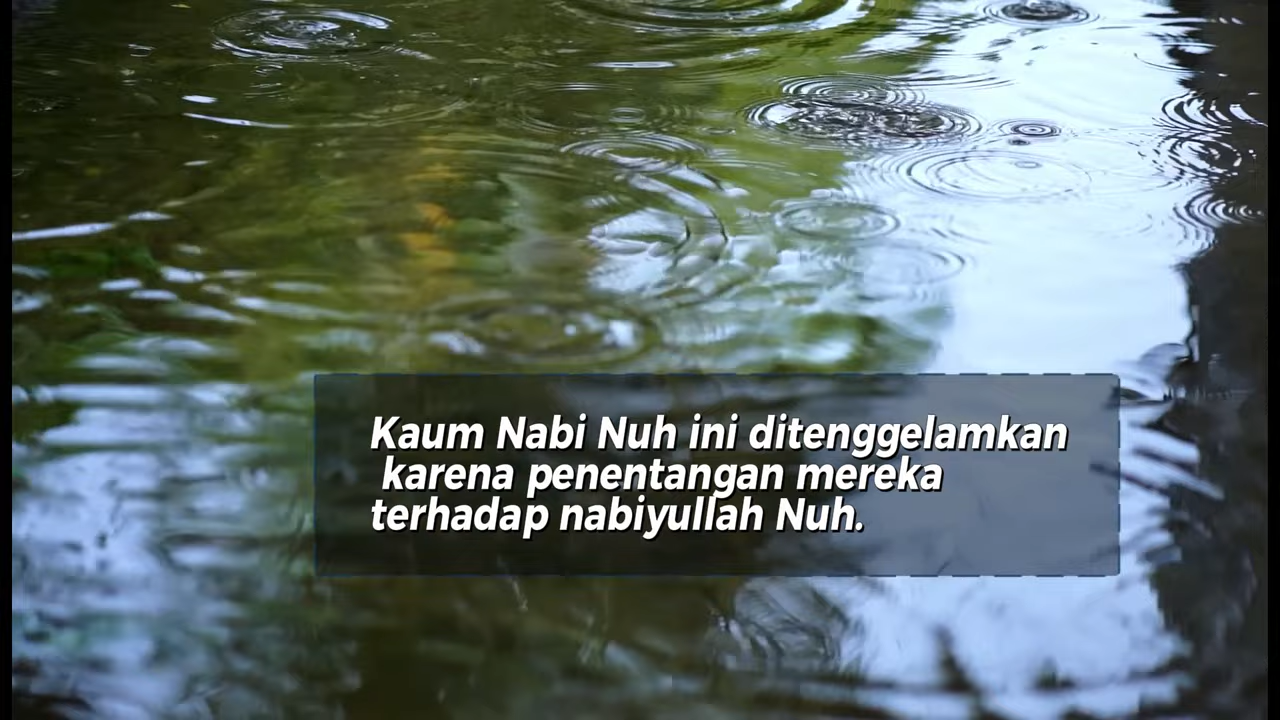 Kaum Nabi Nuh ini ditenggelamkan
karena penentangan mereka
terhadap nabiyullah Nuh.